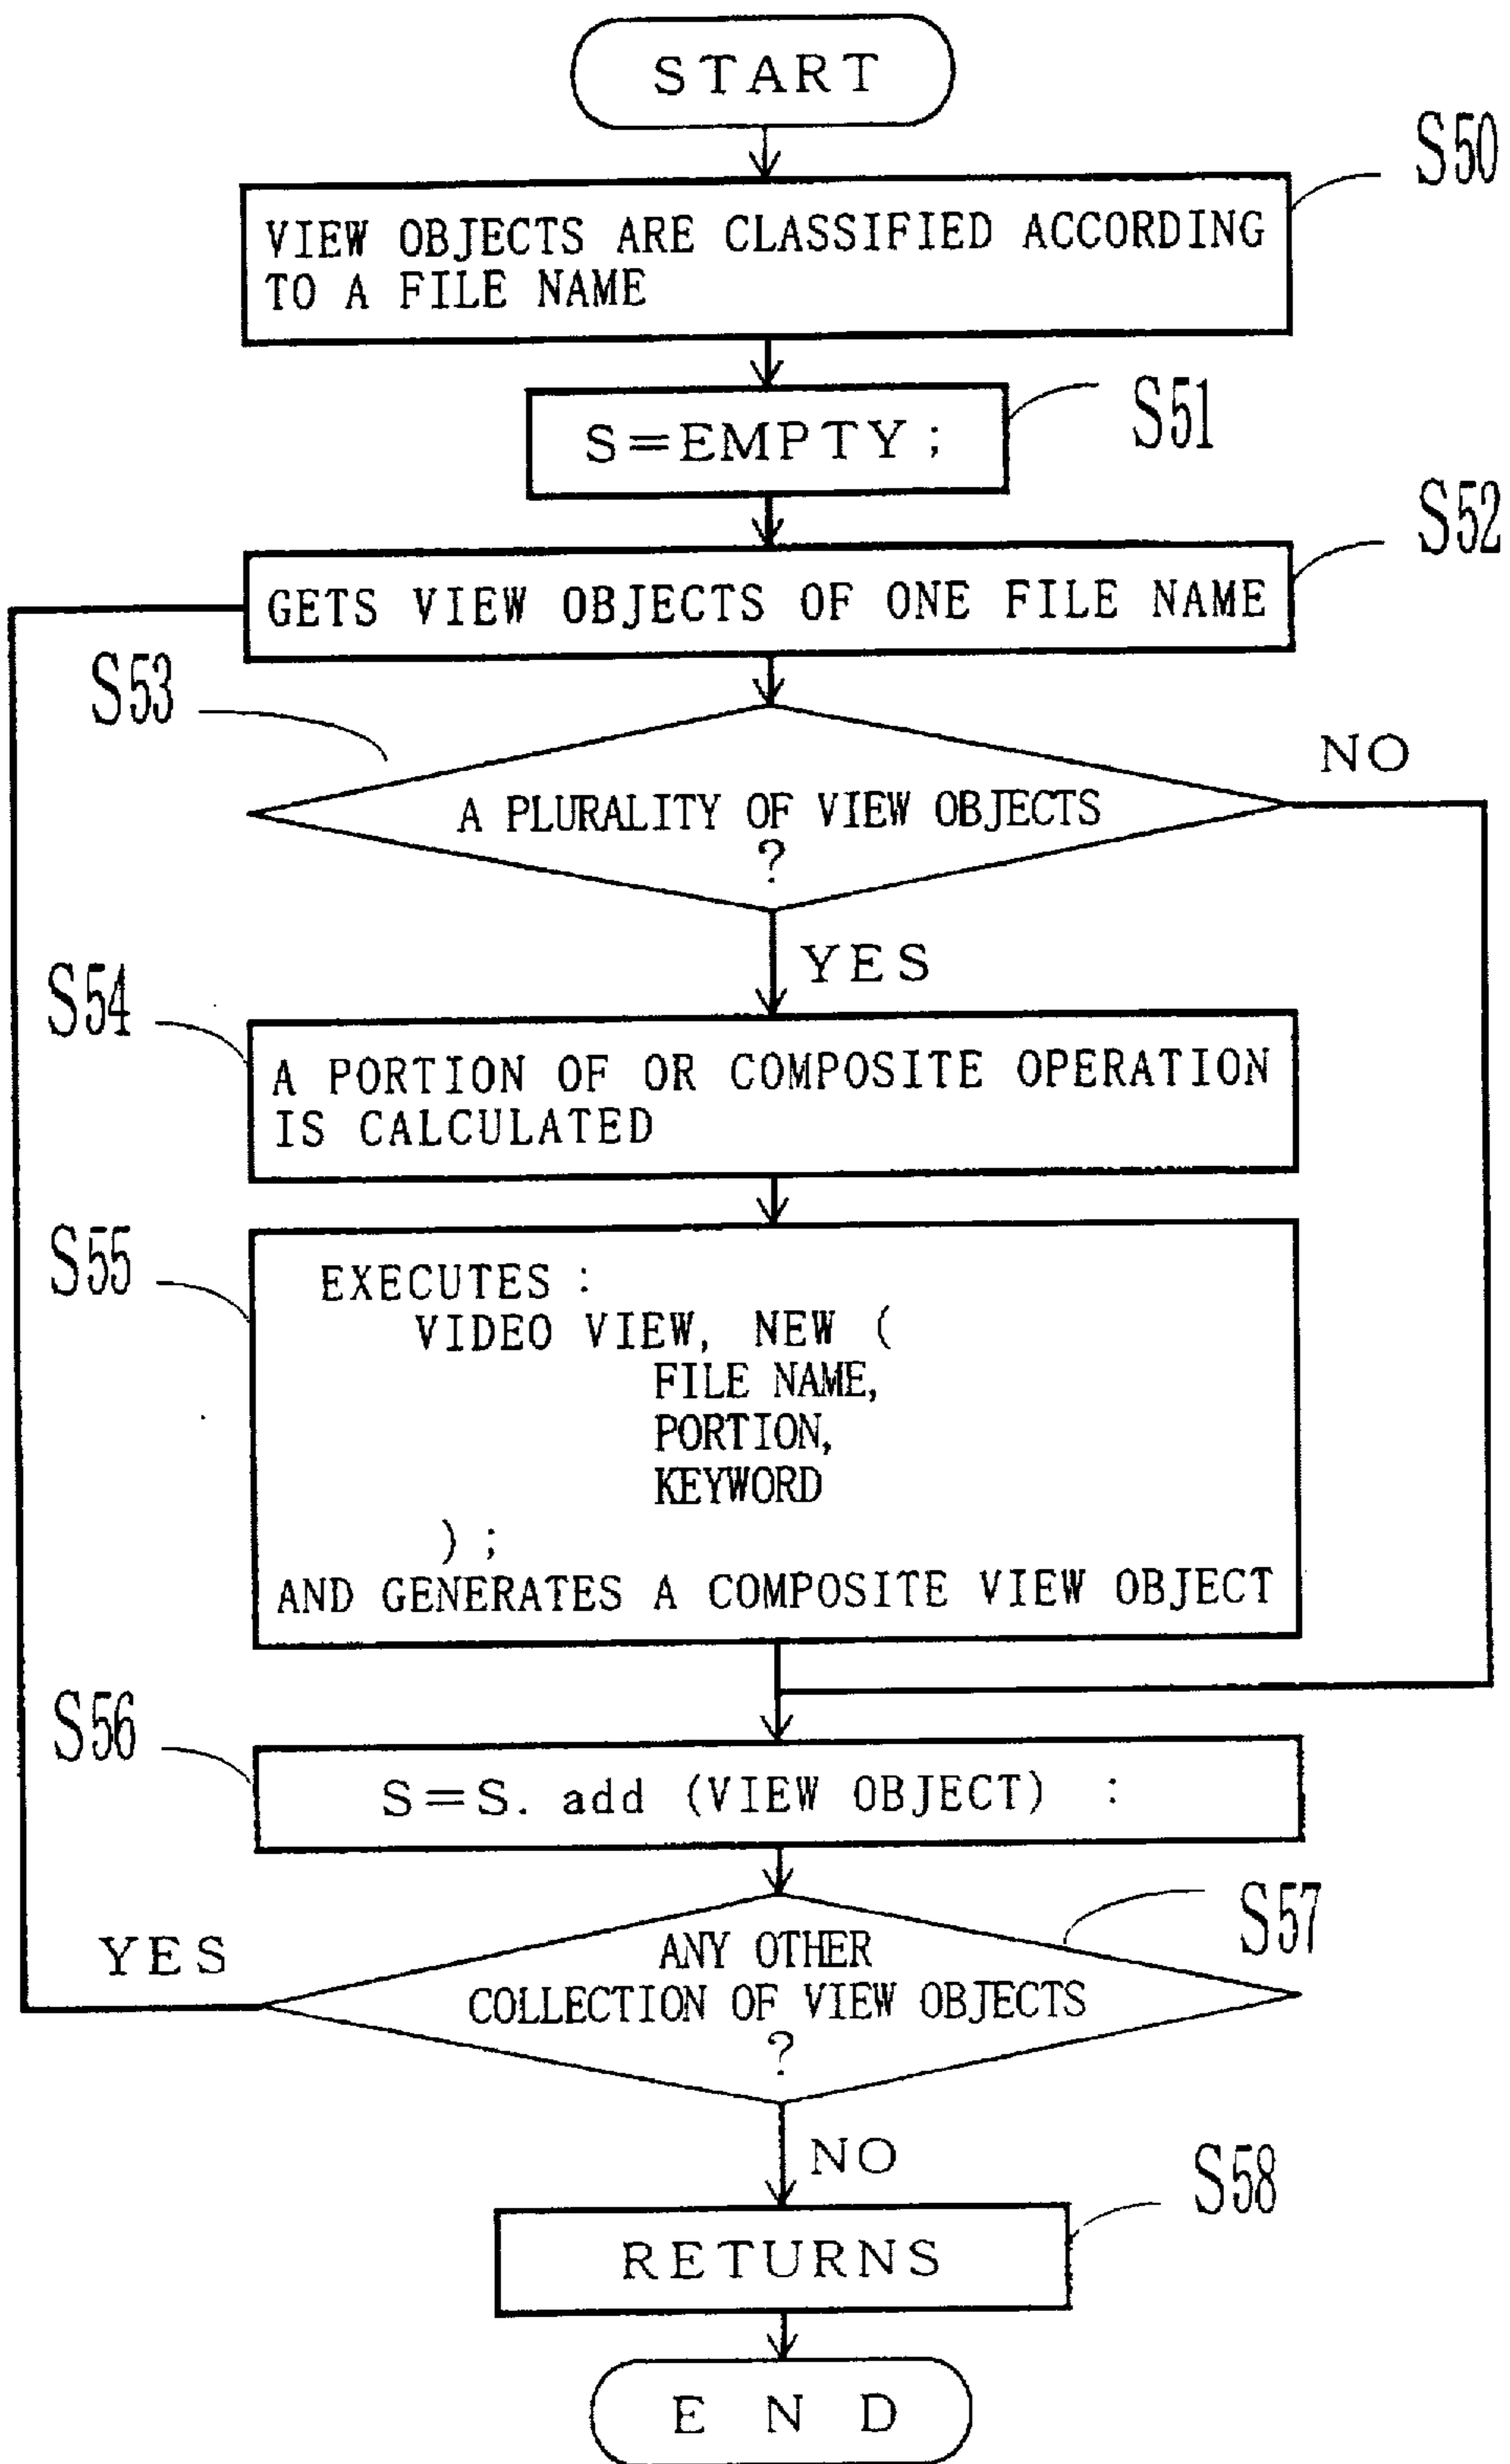 START
S50
VIEW OBJECTS ARE CLASSIFIED ACCORDING
TO A FILE NAME
S51
S=EMPTY;
S52
GETS VIEW OBJECTS OF ONE FILE NAME
S53
NO
A PLURALITY OF VIEW OBJECTS
?
YES
S54
A PORTION OF OR COMPOSITE OPERATION
IS CALCULATED
S55
EXECUTES:
VIDEO VIEW, NEW (
FILE NAME,
PORTION,
KEYWORD
);
AND GENERATES A COMPOSITE VIEW OBJECT
S56
S=S. add (VIEW OBJECT) :
S57
YES
ANY OTHER
COLLECTION OF VIEW OBJECTS
?
NO
S58
RETURNS
END